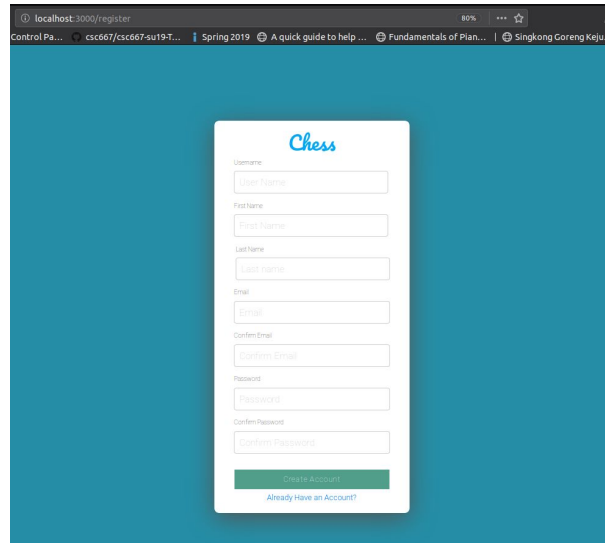 localhost:3000/register 80%
Control Pa... csc667/csc667-su19-T... Spring 2019 A quick guide to help ... Fundamentals of Pian... Singkong Goreng Keju
Chess
Username
User Name
First Name
First Name
Last Name
Last name
Email
Email
Confirm Email
Confirm Email
Password
Password
Confirm Password
Confirm Password
Create Account
Already Have an Account?